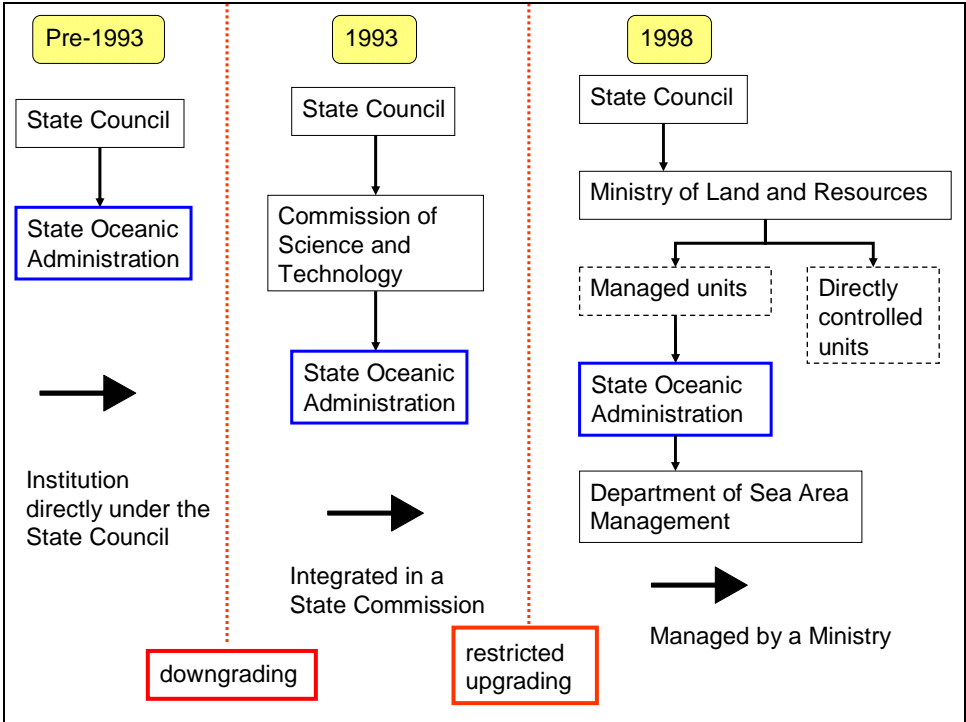 Pre-1993
State Council
State Oceanic
Administration
Institution
directly under the
State Council
downgrading
1993
State Council
Commission of
Science and
Technology
State Oceanic
Administration
Integrated in a
State Commission
restricted
upgrading
1998
State Council
Ministry of Land and Resources
Managed units
Directly
controlled
units
State Oceanic
Administration
Department of Sea Area
Management
Managed by a Ministry